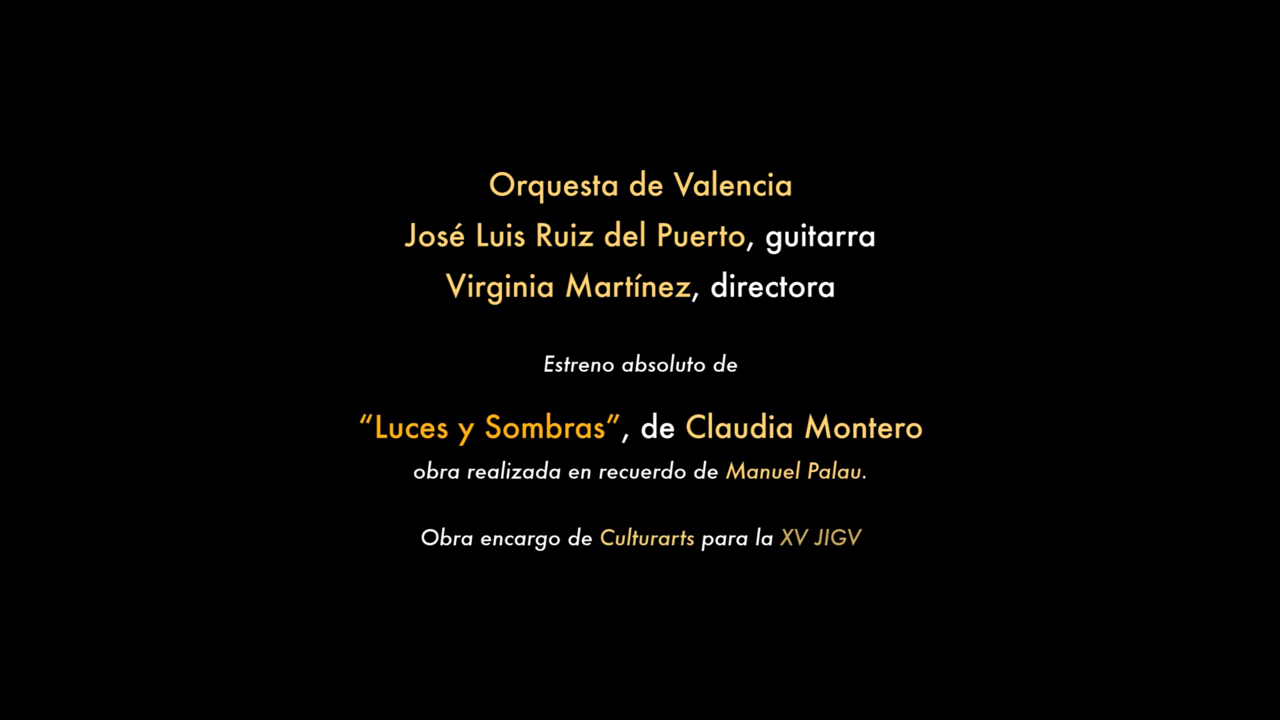 Orquesta de Valencia
José Luis Ruiz del Puerto, guitarra
Virginia Martínez, directora
Estreno absoluto de
“Luces y Sombras”, de Claudia Montero
obra realizada en recuerdo de Manuel Palau.
Obra encargo de Culturarts para la XV JIGV